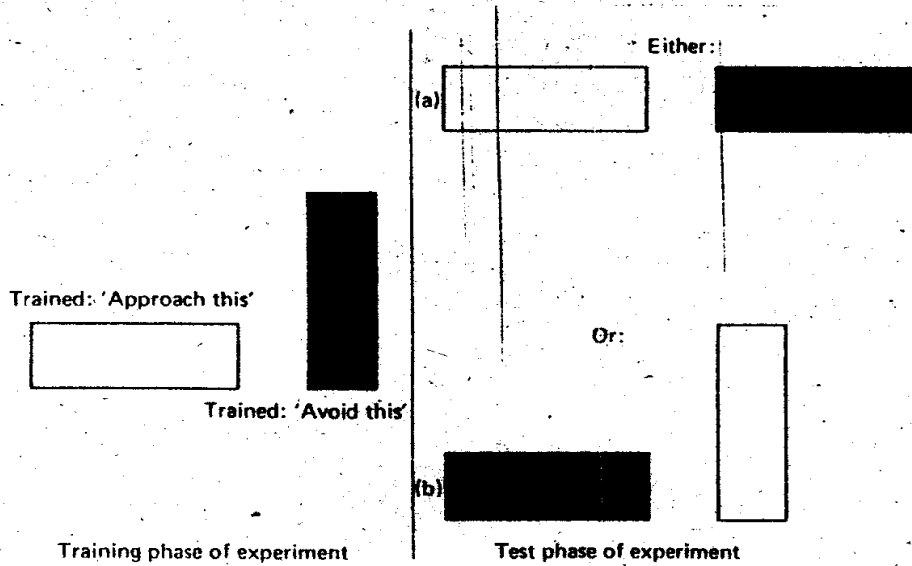 Either:
(a)
Trained: 'Approach this'
Or:
Trained: 'Avoid this'
(b)
Training phase of experiment
Test phase of experiment